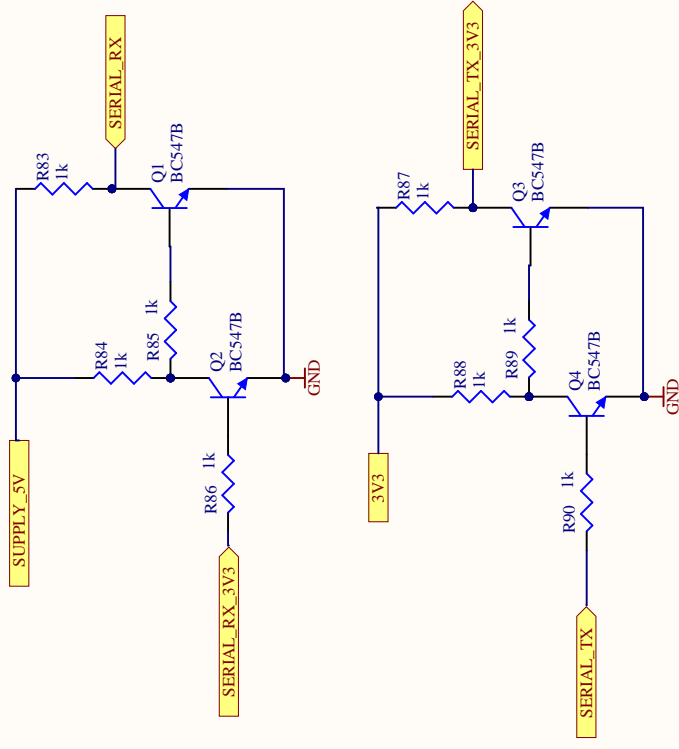 SERIAL_RX
R83
1k
Q1
BC547B
R84
1k
R85
1k
Q2
BC547B
GND
SUPPLY_5V
R86
1k
SERIAL_RX_3V3
SERIAL_TX_3V3
R87
1k
Q3
BC547B
R88
1k
R89
1k
Q4
BC547B
GND
3V3
R90
1k
SERIAL_TX